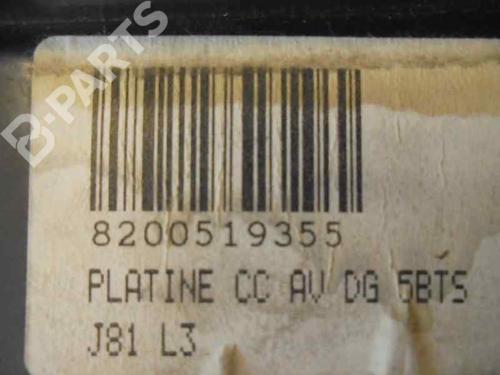 B-PARTS
8200519355
PLATINE CC AV DG 5BTS
J81 L3